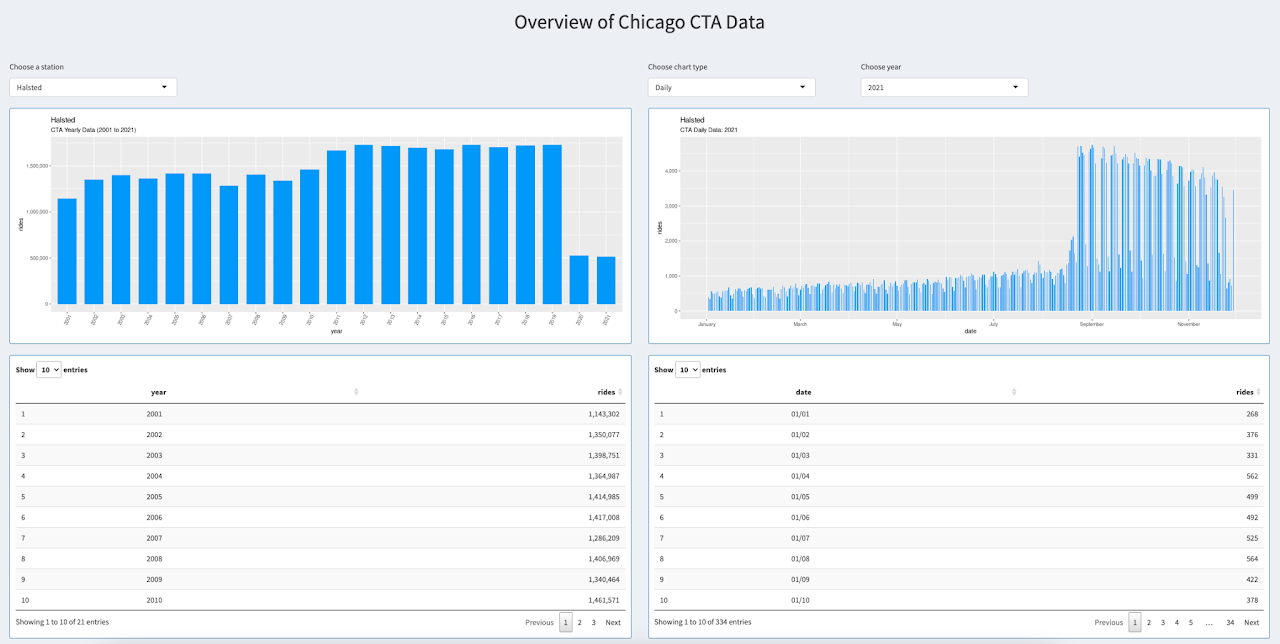 Overview of Chicago CTA Data
Choose a station
Halsted
Choose chart type
Daily
Choose year
2021
Halsted
CTA Yearly Data (2001 to 2021)
rides
1,500,000
1,000,000
500,000
0
2001 2002 2003 2004 2005 2006 2007 2008 2009 2010 2011 2012 2013 2014 2015 2016 2017 2018 2019 2020 2021
year
Halsted
CTA Daily Data: 2021
rides
4,000
3,000
2,000
1,000
0
January March May July September November
date
Show 10 entries
year rides
1 2001 1,143,302
2 2002 1,350,077
3 2003 1,398,751
4 2004 1,364,987
5 2005 1,414,985
6 2006 1,417,008
7 2007 1,286,209
8 2008 1,406,969
9 2009 1,340,464
10 2010 1,461,571
Showing 1 to 10 of 21 entries
Previous 1 2 3 Next
Show 10 entries
date rides
1 01/01 268
2 01/02 376
3 01/03 331
4 01/04 562
5 01/05 499
6 01/06 492
7 01/07 525
8 01/08 564
9 01/09 422
10 01/10 378
Showing 1 to 10 of 334 entries
Previous 1 2 3 4 5 … 34 Next